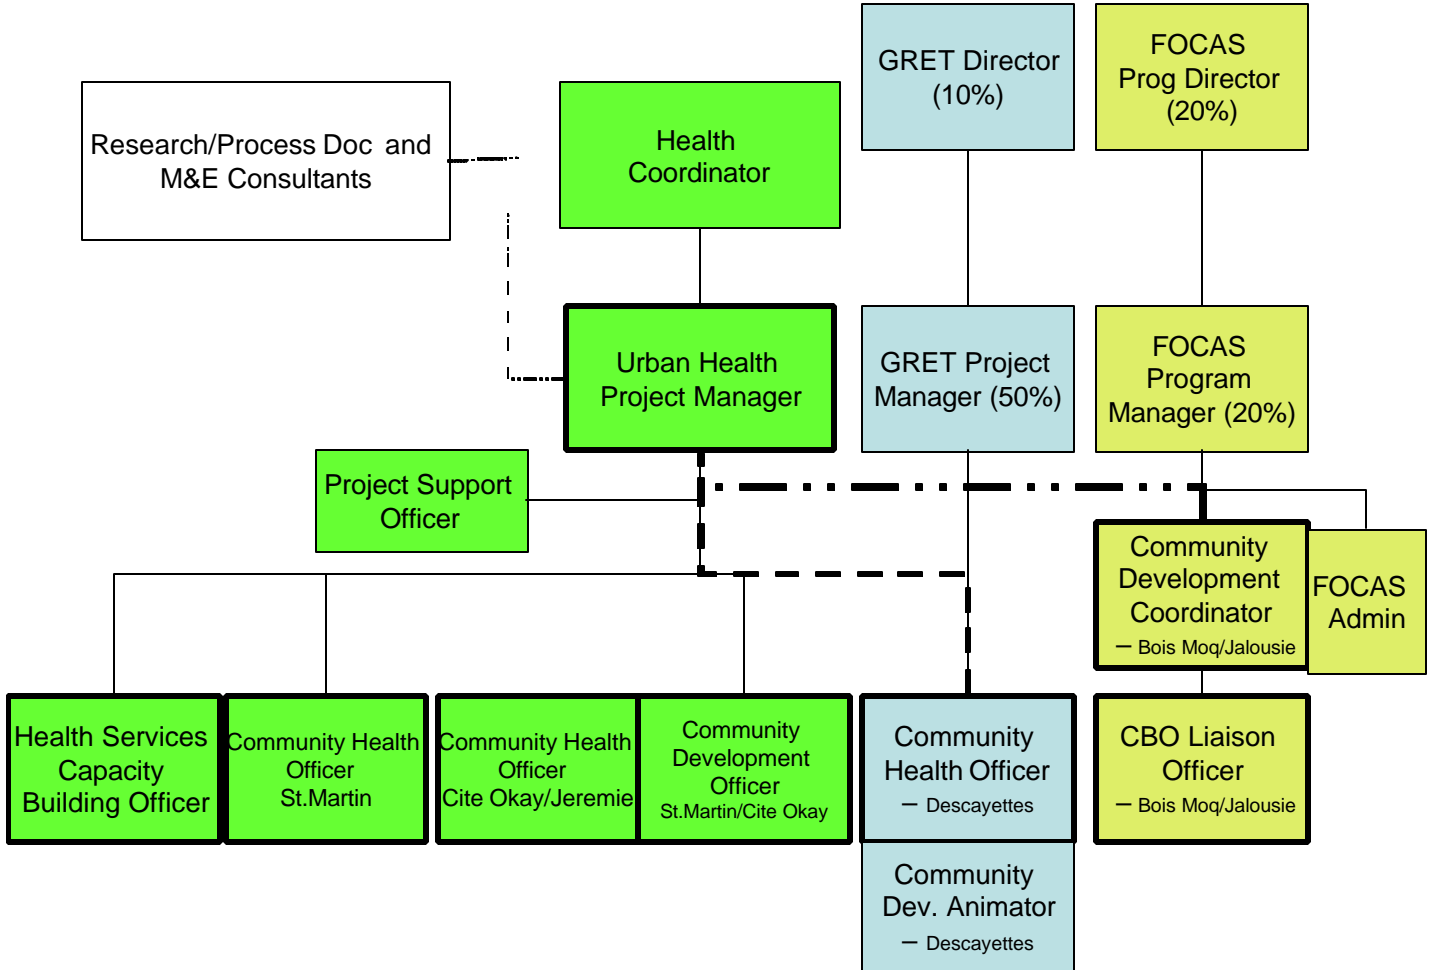 GRET Director
(10%)
FOCAS
Prog Director
(20%)
Research/Process Doc and
M&E Consultants
Health
Coordinator
Urban Health
Project Manager
GRET Project
Manager (50%)
FOCAS
Program
Manager (20%)
Project Support
Officer
Community
Development
Coordinator
– Bois Moq/Jalousie
FOCAS
Admin
Health Services
Capacity
Building Officer
Community Health
Officer
St.Martin
Community Health
Officer
Cite Okay/Jeremie
Community
Development
Officer
St.Martin/Cite Okay
Community
Health Officer
– Descayettes
CBO Liaison
Officer
– Bois Moq/Jalousie
Community
Dev. Animator
– Descayettes